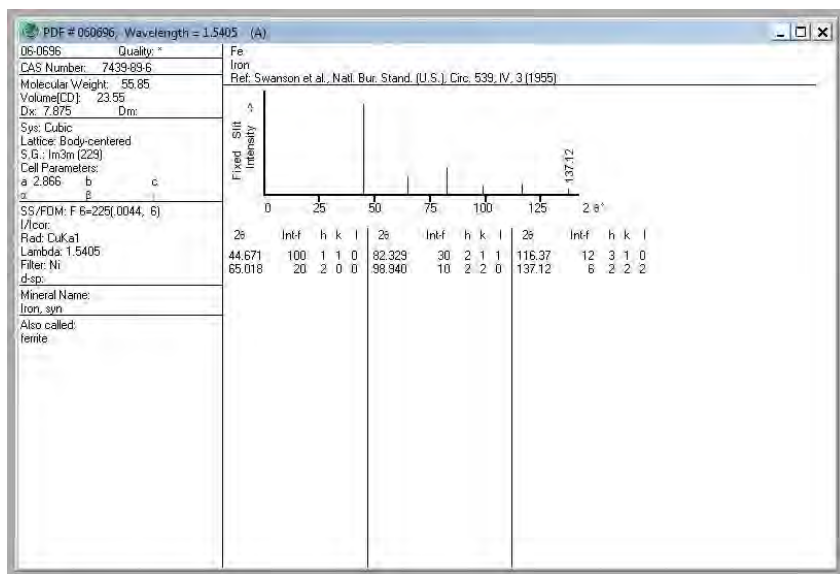 PDF # 060696, Wavelength = 1.5405 (A)
06-0696 Quality: *
CAS Number: 7439-89-6
Molecular Weight: 55.85
Volume[CD]: 23.55
Dx: 7.875 Dm:
Sys: Cubic
Lattice: Body-centered
S.G.: Im3m (229)
Cell Parameters:
a 2.866 b c
α β
SS/FOM: F 6=225(.0044, 6)
I/Icor:
Rad: CuKa1
Lambda: 1.5405
Filter: Ni
d-sp:
Mineral Name:
Iron, syn
Also called:
ferrite
Fe
Iron
Ref: Swanson et al., Natl. Bur. Stand. (U.S.), Circ. 539, IV, 3 (1955)
Fixed Slit
Intensity ->
137.12
0 25 50 75 100 125 2 θ°
2θ Int-f h k l 2θ Int-f h k l 2θ Int-f h k l
44.671 100 1 1 0 82.329 30 2 1 1 116.37 12 3 1 0
65.018 20 2 0 0 98.940 10 2 2 0 137.12 6 2 2 2